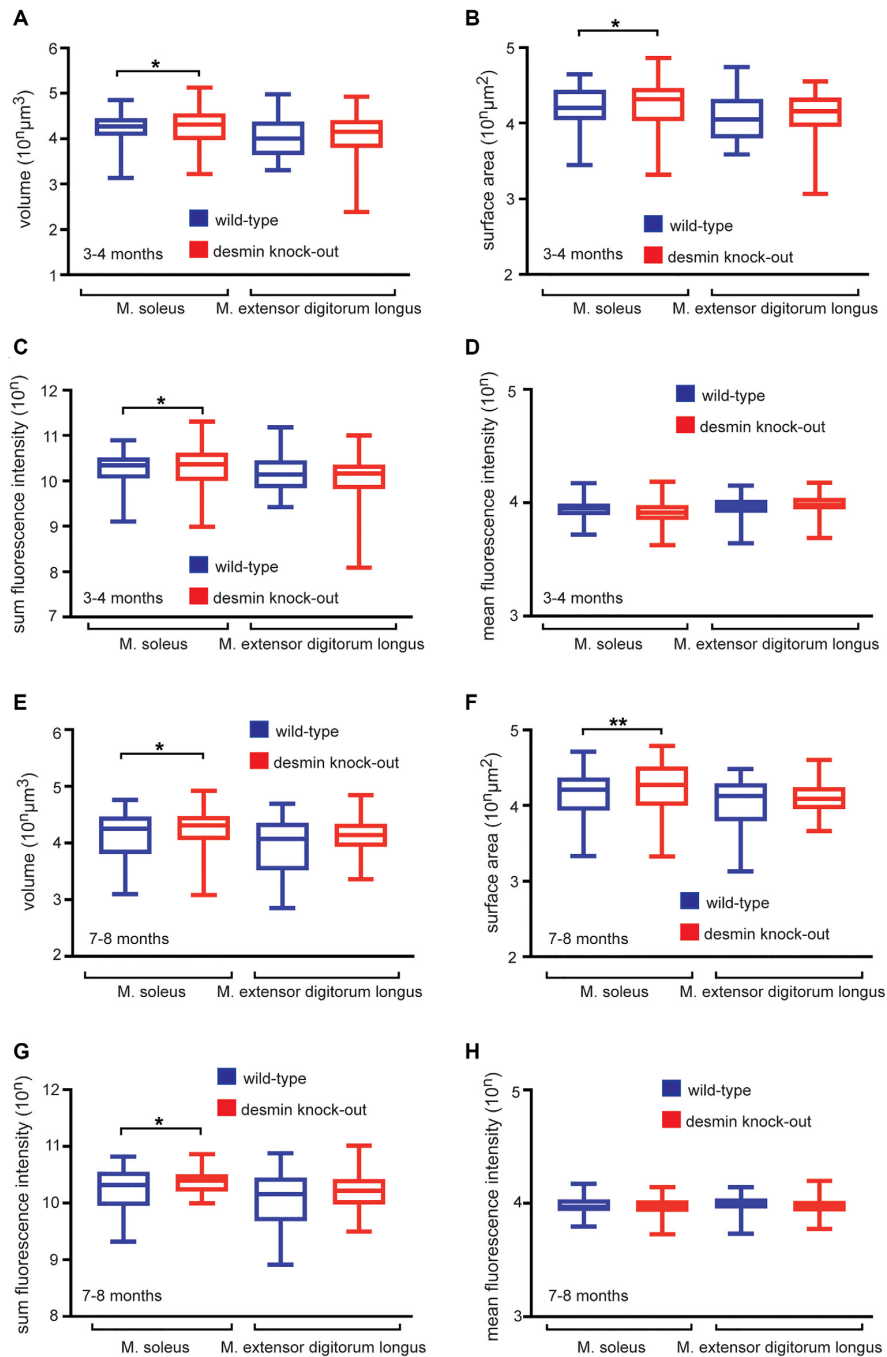 A
volume (10ⁿµm³)
6
5
4
3
2
1
*
wild-type
desmin knock-out
3-4 months
M. soleus
M. extensor digitorum longus
B
surface area (10ⁿµm²)
5
4
3
2
*
wild-type
desmin knock-out
3-4 months
M. soleus
M. extensor digitorum longus
C
sum fluorescence intensity (10ⁿ)
12
11
10
9
8
7
*
wild-type
desmin knock-out
3-4 months
M. soleus
M. extensor digitorum longus
D
mean fluorescence intensity (10ⁿ)
5
4
3
wild-type
desmin knock-out
3-4 months
M. soleus
M. extensor digitorum longus
E
volume (10ⁿµm³)
6
5
4
3
2
*
wild-type
desmin knock-out
7-8 months
M. soleus
M. extensor digitorum longus
F
surface area (10ⁿµm²)
5
4
3
2
**
wild-type
desmin knock-out
7-8 months
M. soleus
M. extensor digitorum longus
G
sum fluorescence intensity (10ⁿ)
12
11
10
9
8
*
wild-type
desmin knock-out
7-8 months
M. soleus
M. extensor digitorum longus
H
mean fluorescence intensity (10ⁿ)
5
4
3
wild-type
desmin knock-out
7-8 months
M. soleus
M. extensor digitorum longus